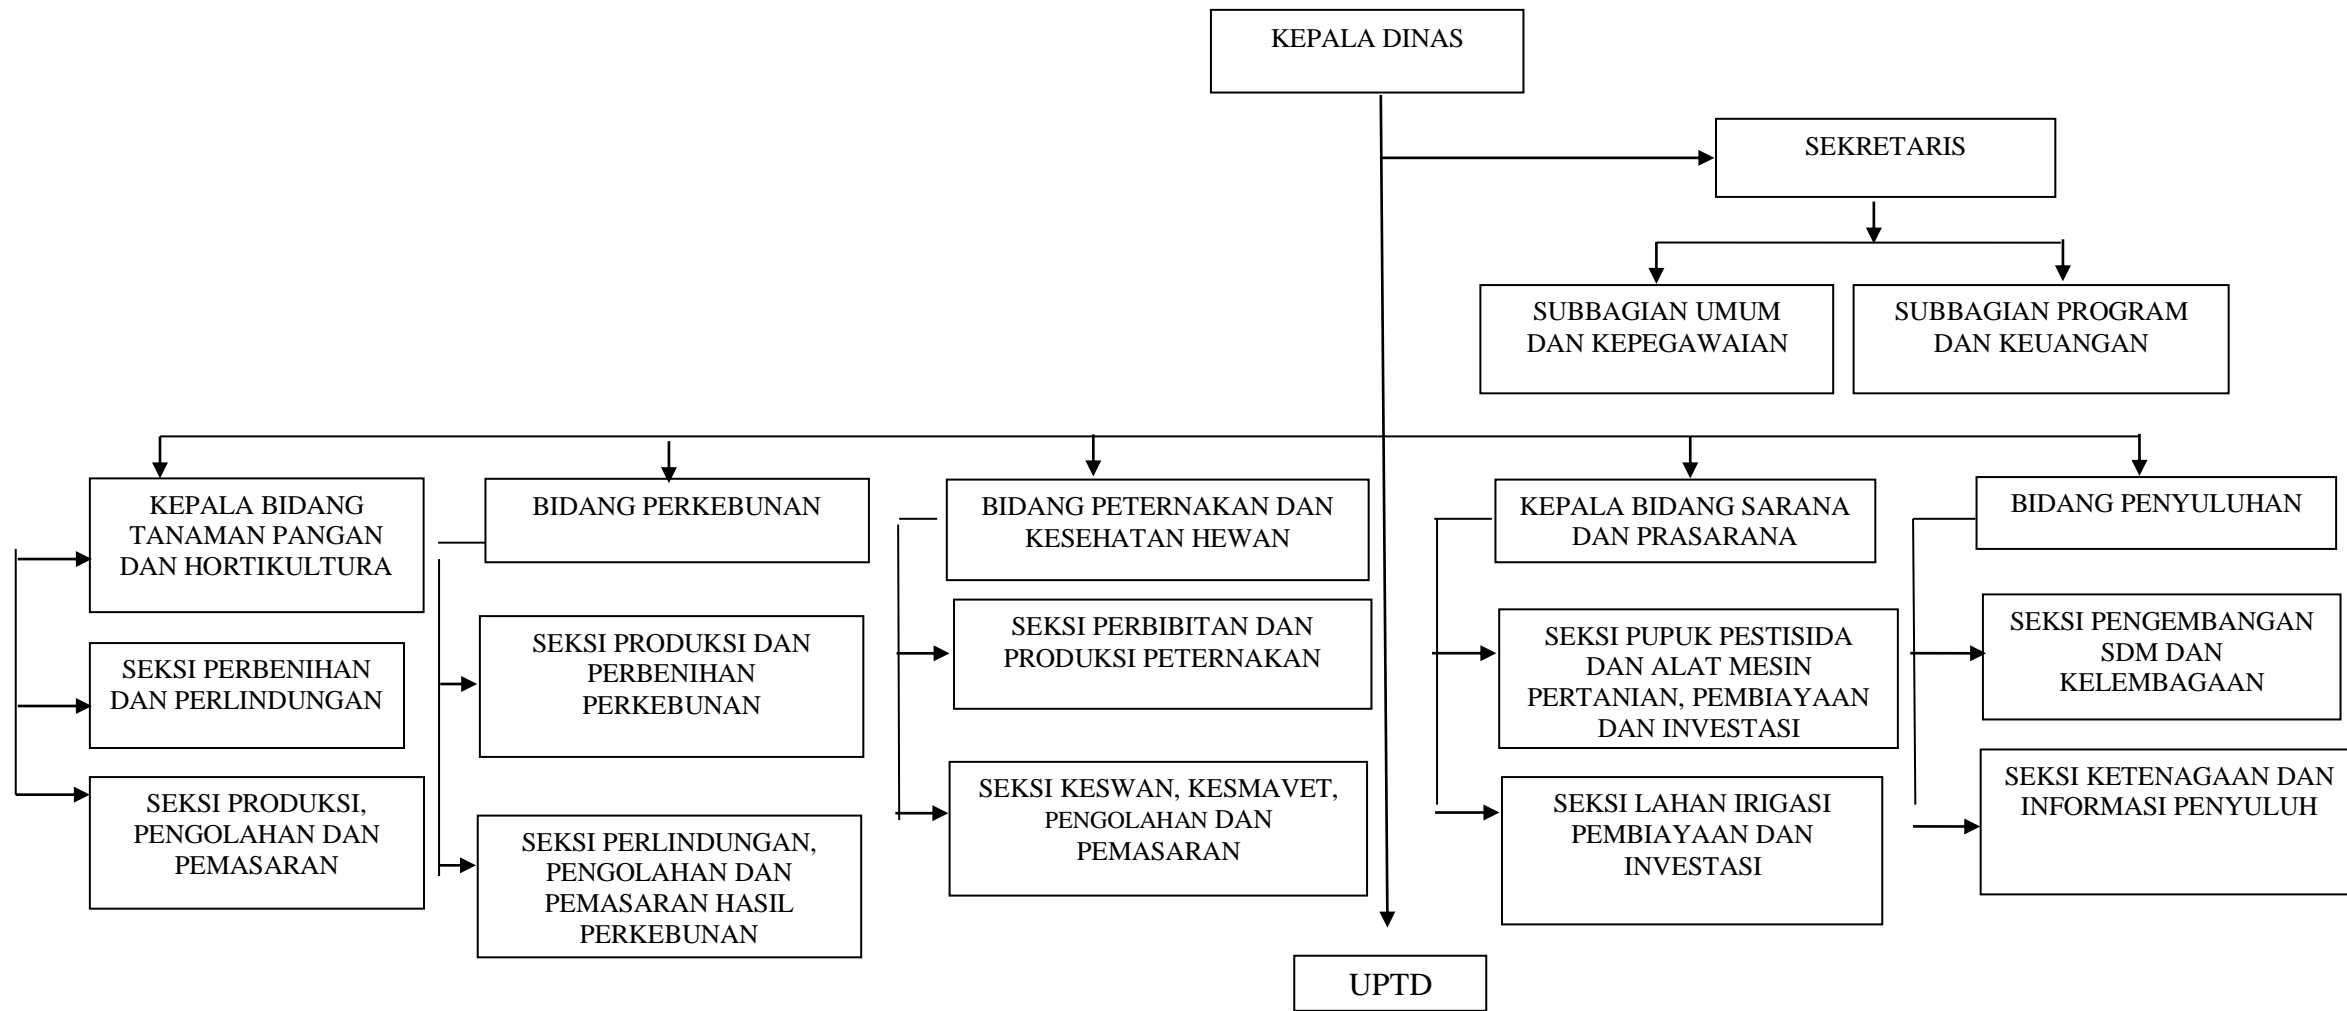 KEPALA DINAS
SEKRETARIS
SUBBAGIAN UMUM
DAN KEPEGAWAIAN
SUBBAGIAN PROGRAM
DAN KEUANGAN
KEPALA BIDANG
TANAMAN PANGAN
DAN HORTIKULTURA
BIDANG PERKEBUNAN
BIDANG PETERNAKAN DAN
KESEHATAN HEWAN
KEPALA BIDANG SARANA
DAN PRASARANA
BIDANG PENYULUHAN
SEKSI PERBENIHAN
DAN PERLINDUNGAN
SEKSI PRODUKSI DAN
PERBENIHAN
PERKEBUNAN
SEKSI PERBIBITAN DAN
PRODUKSI PETERNAKAN
SEKSI PUPUK PESTISIDA
DAN ALAT MESIN
PERTANIAN, PEMBIAYAAN
DAN INVESTASI
SEKSI PENGEMBANGAN
SDM DAN
KELEMBAGAAN
SEKSI PRODUKSI,
PENGOLAHAN DAN
PEMASARAN
SEKSI PERLINDUNGAN,
PENGOLAHAN DAN
PEMASARAN HASIL
PERKEBUNAN
SEKSI KESWAN, KESMAVET,
PENGOLAHAN DAN
PEMASARAN
SEKSI LAHAN IRIGASI
PEMBIAYAAN DAN
INVESTASI
SEKSI KETENAGAAN DAN
INFORMASI PENYULUH
UPTD